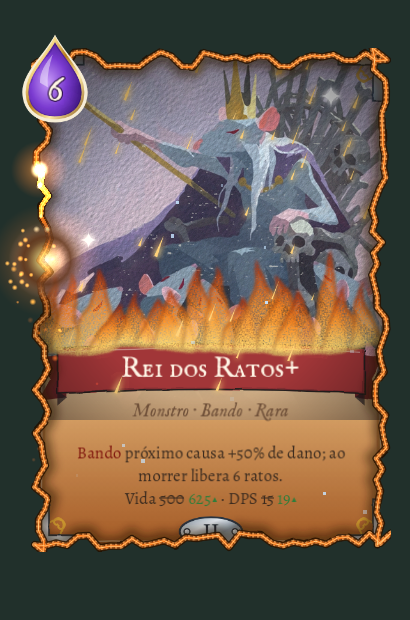 6
Rei dos Ratos+
Monstro · Bando · Rara
Bando próximo causa +50% de dano; ao
morrer libera 6 ratos.
Vida 500 625▲ · DPS 15 19▲
II